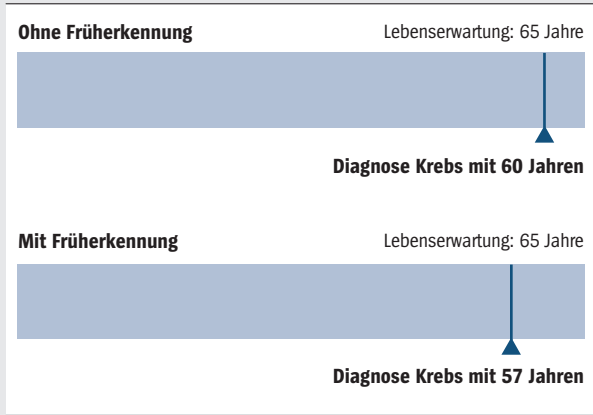 Ohne Früherkennung
Lebenserwartung: 65 Jahre
Diagnose Krebs mit 60 Jahren
Mit Früherkennung
Lebenserwartung: 65 Jahre
Diagnose Krebs mit 57 Jahren